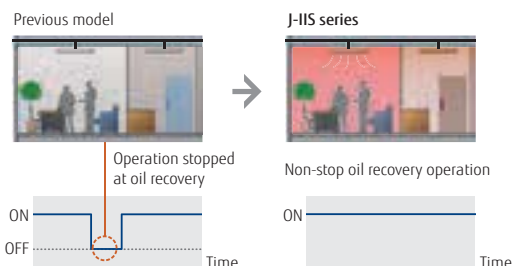 Previous model
J-IIS series
Operation stopped
at oil recovery
Non-stop oil recovery operation
ON
OFF
Time
ON
Time